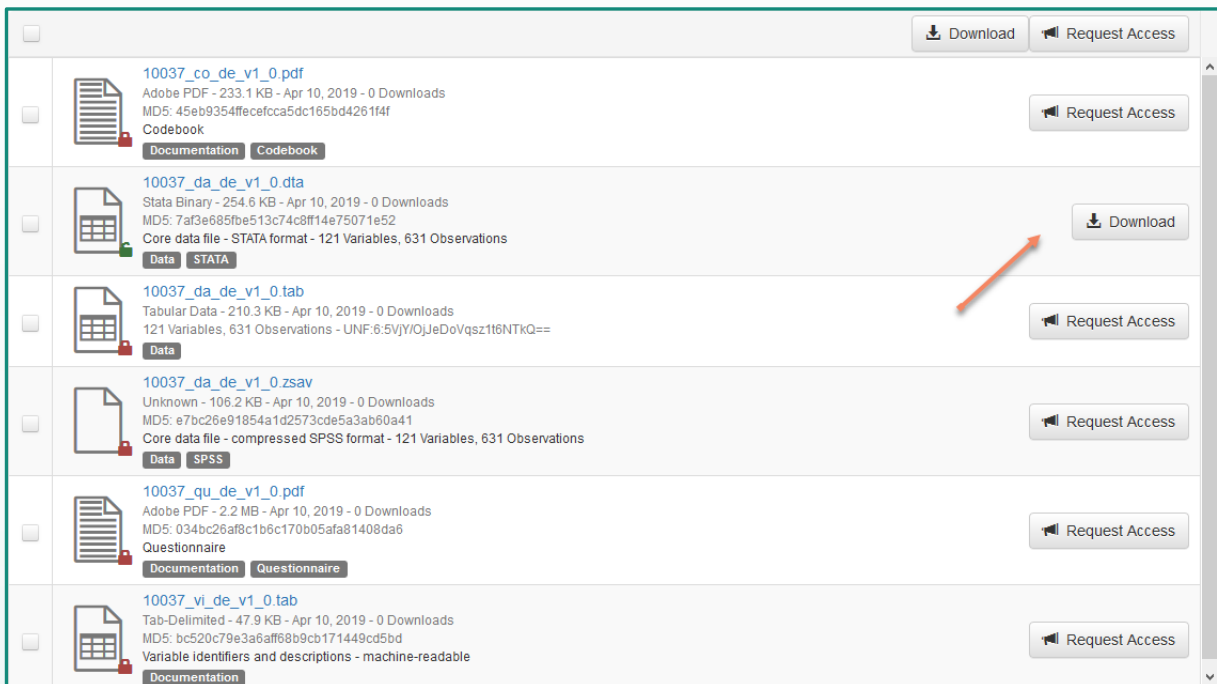 Download Request Access
10037_co_de_v1_0.pdf
Adobe PDF - 233.1 KB - Apr 10, 2019 - 0 Downloads
MD5: 45eb9354ffecefcca5dc165bd4261f4f
Codebook
Documentation Codebook
Request Access
10037_da_de_v1_0.dta
Stata Binary - 254.6 KB - Apr 10, 2019 - 0 Downloads
MD5: 7af3e685fbe513c74c8ff14e75071e52
Core data file - STATA format - 121 Variables, 631 Observations
Data STATA
Download
10037_da_de_v1_0.tab
Tabular Data - 210.3 KB - Apr 10, 2019 - 0 Downloads
121 Variables, 631 Observations - UNF:6:5VjY/OjJeDoVqsz1t6NTkQ==
Data
Request Access
10037_da_de_v1_0.zsav
Unknown - 106.2 KB - Apr 10, 2019 - 0 Downloads
MD5: e7bc26e91854a1d2573cde5a3ab60a41
Core data file - compressed SPSS format - 121 Variables, 631 Observations
Data SPSS
Request Access
10037_qu_de_v1_0.pdf
Adobe PDF - 2.2 MB - Apr 10, 2019 - 0 Downloads
MD5: 034bc26af8c1b6c170b05afa81408da6
Questionnaire
Documentation Questionnaire
Request Access
10037_vi_de_v1_0.tab
Tab-Delimited - 47.9 KB - Apr 10, 2019 - 0 Downloads
MD5: bc520c79e3a6aff68b9cb171449cd5bd
Variable identifiers and descriptions - machine-readable
Documentation
Request Access